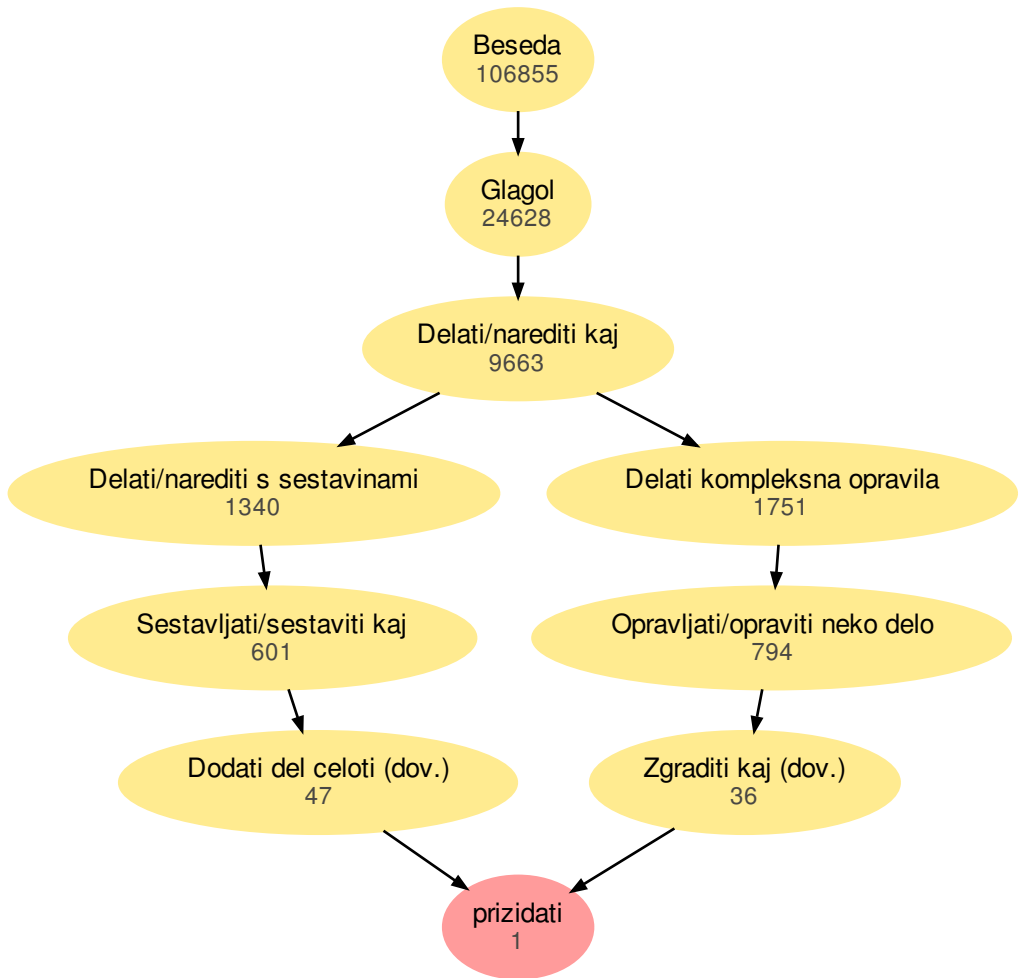 Beseda
106855
Glagol
24628
Delati/narediti kaj
9663
Delati/narediti s sestavinami
1340
Delati kompleksna opravila
1751
Sestavljati/sestaviti kaj
601
Opravljati/opraviti neko delo
794
Dodati del celoti (dov.)
47
Zgraditi kaj (dov.)
36
prizidati
1